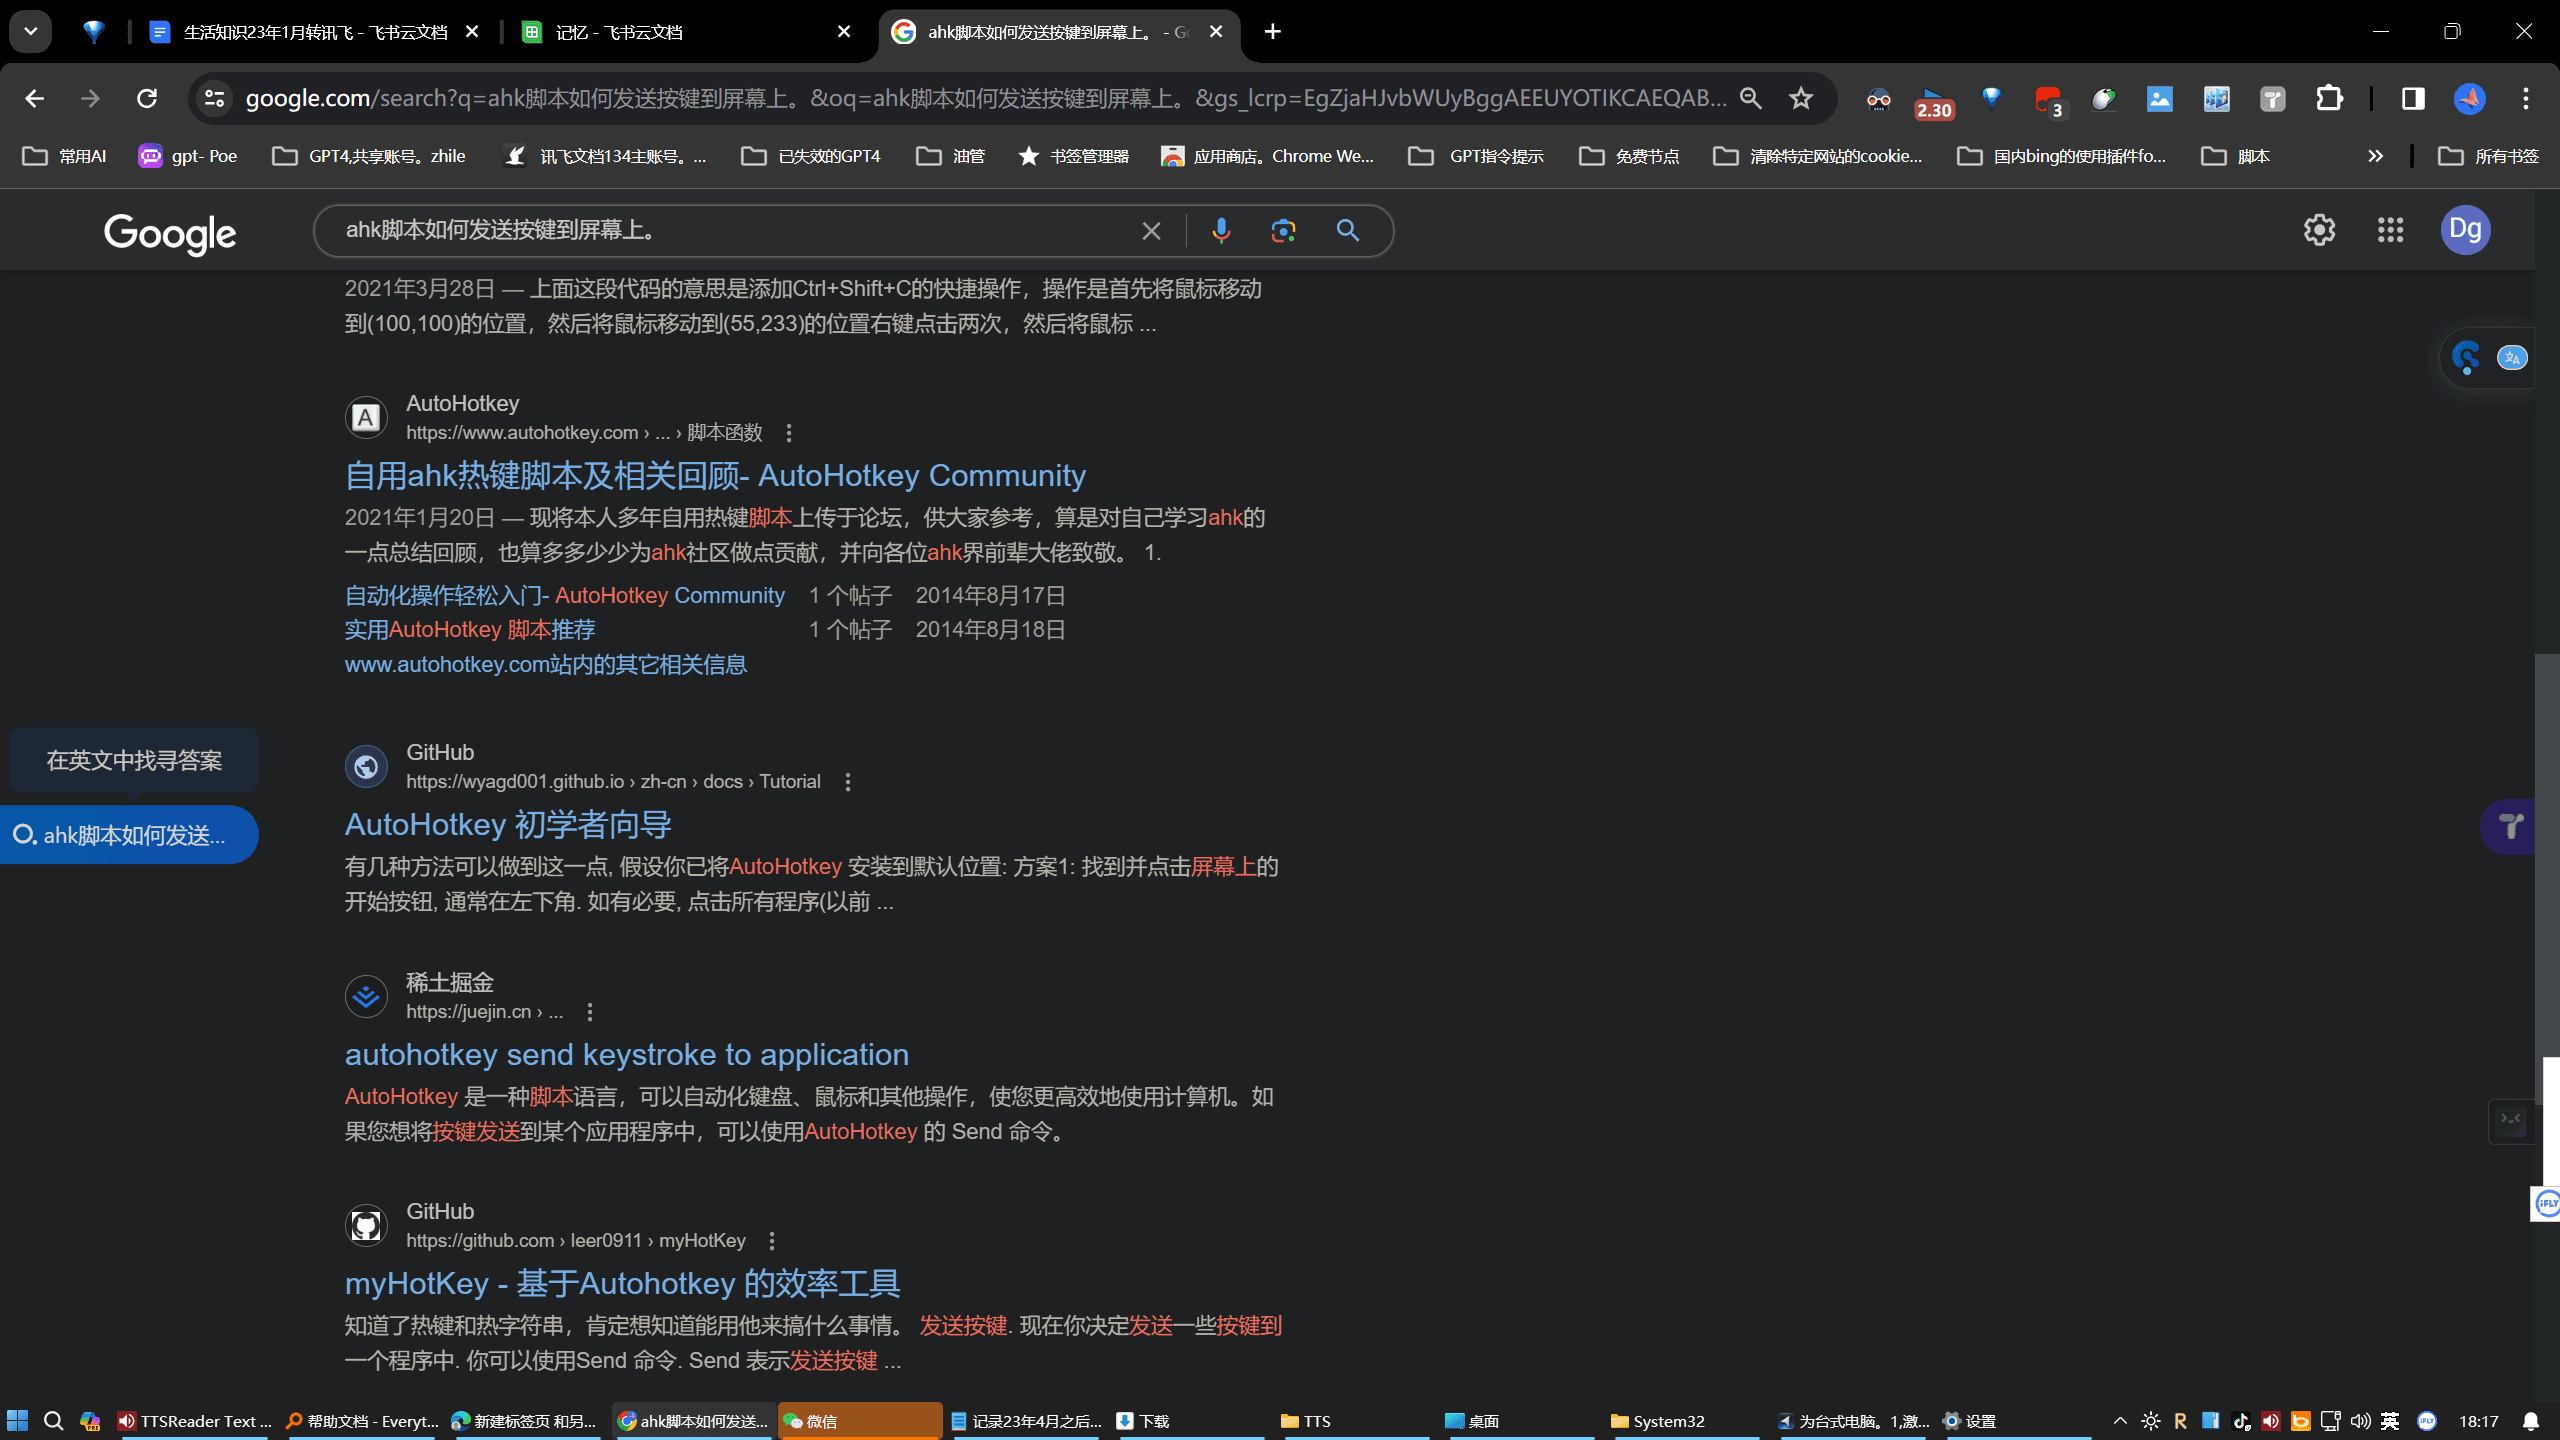 生活知识23年1月转讯飞 - 飞书云文档
记忆 - 飞书云文档
ahk脚本如何发送按键到屏幕上。 - G
google.com/search?q=ahk脚本如何发送按键到屏幕上。&oq=ahk脚本如何发送按键到屏幕上。&gs_lcrp=EgZjaHJvbWUyBggAEEUYOTIKCAEQAB...
2.30
3
常用AI
gpt- Poe
GPT4,共享账号。zhile
讯飞文档134主账号。...
已失效的GPT4
油管
书签管理器
应用商店。Chrome We...
GPT指令提示
免费节点
清除特定网站的cookie...
国内bing的使用插件fo...
脚本
所有书签
Google
ahk脚本如何发送按键到屏幕上。
Dg
2021年3月28日 — 上面这段代码的意思是添加Ctrl+Shift+C的快捷操作，操作是首先将鼠标移动
到(100,100)的位置，然后将鼠标移动到(55,233)的位置右键点击两次，然后将鼠标 ...
AutoHotkey
https://www.autohotkey.com › ... › 脚本函数
自用ahk热键脚本及相关回顾- AutoHotkey Community
2021年1月20日 — 现将本人多年自用热键脚本上传于论坛，供大家参考，算是对自己学习ahk的
一点总结回顾，也算多多少少为ahk社区做点贡献，并向各位ahk界前辈大佬致敬。 1.
自动化操作轻松入门- AutoHotkey Community 1 个帖子 2014年8月17日
实用AutoHotkey 脚本推荐 1 个帖子 2014年8月18日
www.autohotkey.com站内的其它相关信息
在英文中找寻答案
ahk脚本如何发送...
GitHub
https://wyagd001.github.io › zh-cn › docs › Tutorial
AutoHotkey 初学者向导
有几种方法可以做到这一点, 假设你已将AutoHotkey 安装到默认位置: 方案1: 找到并点击屏幕上的
开始按钮, 通常在左下角. 如有必要, 点击所有程序(以前 ...
稀土掘金
https://juejin.cn › ...
autohotkey send keystroke to application
AutoHotkey 是一种脚本语言，可以自动化键盘、鼠标和其他操作，使您更高效地使用计算机。如
果您想将按键发送到某个应用程序中，可以使用AutoHotkey 的 Send 命令。
iFLY
GitHub
https://github.com › leer0911 › myHotKey
myHotKey - 基于Autohotkey 的效率工具
知道了热键和热字符串，肯定想知道能用他来搞什么事情。 发送按键. 现在你决定发送一些按键到
一个程序中. 你可以使用Send 命令. Send 表示发送按键 ...
TTSReader Text ...
帮助文档 - Everyt...
新建标签页 和另...
ahk脚本如何发送...
微信
记录23年4月之后...
下载
TTS
桌面
System32
为台式电脑。1,激...
设置
英
18:17